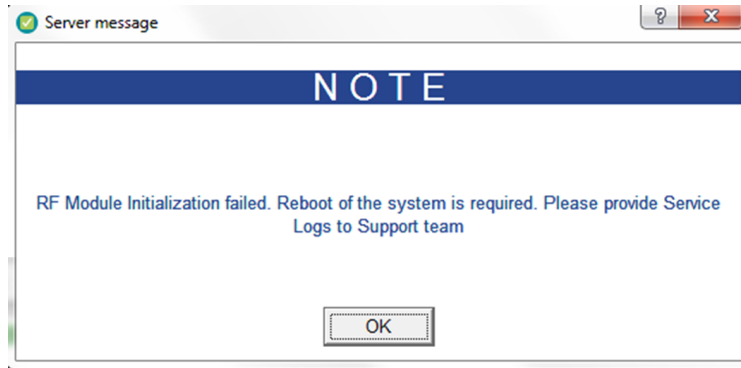 Server message
NOTE
RF Module Initialization failed. Reboot of the system is required. Please provide Service
Logs to Support team
OK